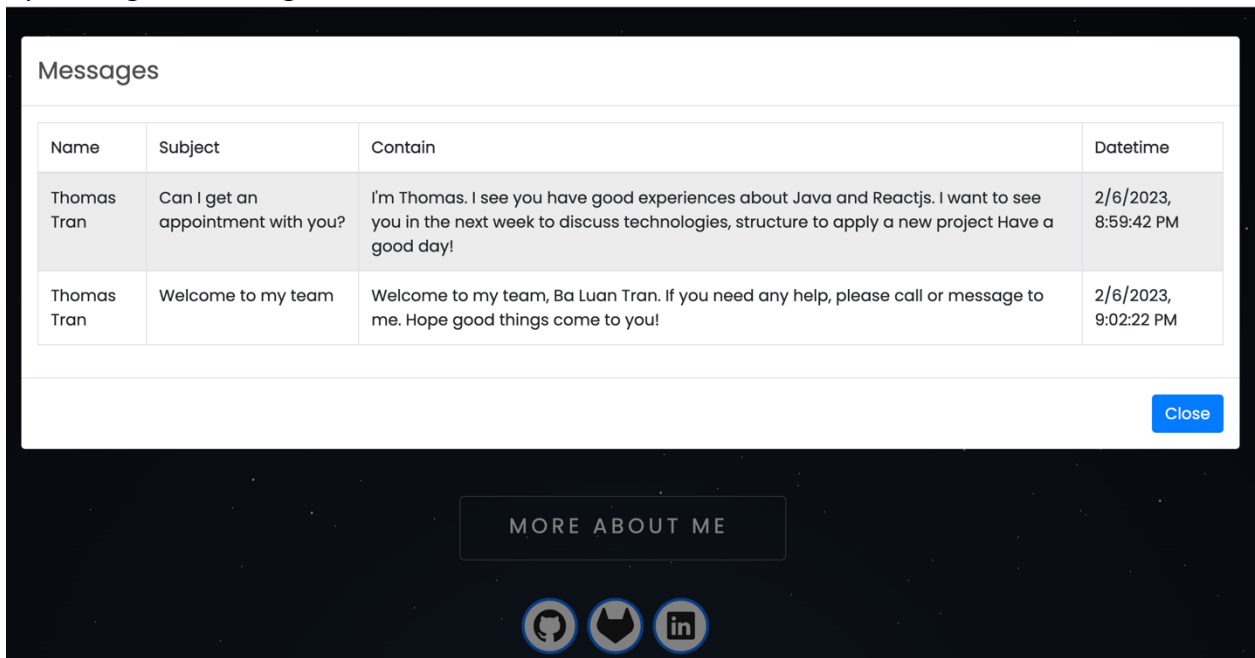 Messages
Name Subject Contain Datetime
Thomas Can I get an I'm Thomas. I see you have good experiences about Java and Reactjs. I want to see 2/6/2023,
Tran appointment with you? you in the next week to discuss technologies, structure to apply a new project Have a 8:59:42 PM
good day!
Thomas Welcome to my team Welcome to my team, Ba Luan Tran. If you need any help, please call or message to 2/6/2023,
Tran me. Hope good things come to you! 9:02:22 PM
Close
MORE ABOUT ME
in